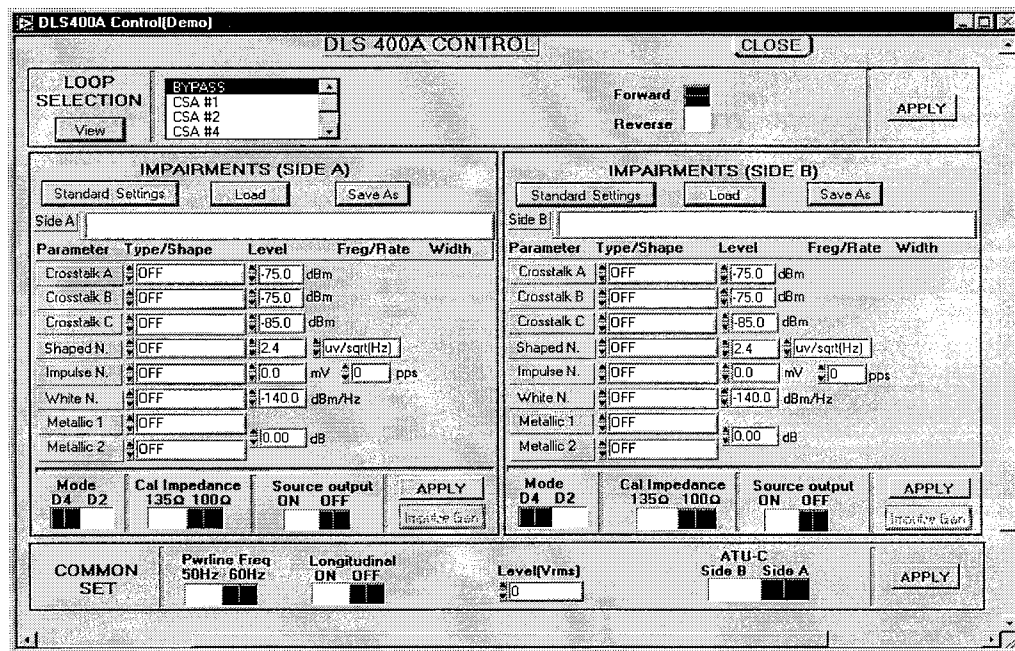 DLS400A Control(Demo)
DLS 400A CONTROL
CLOSE
LOOP
SELECTION
View
BYPASS
CSA #1
CSA #2
CSA #4
Forward
Reverse
APPLY
IMPAIRMENTS (SIDE A)
Standard Settings Load Save As
Side A
Parameter Type/Shape Level Freg/Rate Width
Crosstalk A OFF -75.0 dBm
Crosstalk B OFF -75.0 dBm
Crosstalk C OFF -85.0 dBm
Shaped N. OFF 2.4 uv/sqrt(Hz)
Impulse N. OFF 0.0 mV 0 pps
White N. OFF -140.0 dBm/Hz
Metallic 1 OFF
Metallic 2 OFF 0.00 dB
Mode
D4 D2
Cal Impedance
135Ω 100Ω
Source output
ON OFF
APPLY
Impulse Gen
IMPAIRMENTS (SIDE B)
Standard Settings Load Save As
Side B
Parameter Type/Shape Level Freg/Rate Width
Crosstalk A OFF -75.0 dBm
Crosstalk B OFF -75.0 dBm
Crosstalk C OFF -85.0 dBm
Shaped N. OFF 2.4 uv/sqrt(Hz)
Impulse N. OFF 0.0 mV 0 pps
White N. OFF -140.0 dBm/Hz
Metallic 1 OFF
Metallic 2 OFF 0.00 dB
Mode
D4 D2
Cal Impedance
135Ω 100Ω
Source output
ON OFF
APPLY
Impulse Gen
COMMON
SET
Pwrline Freq
50Hz 60Hz
Longitudinal
ON OFF
Level(Vrms)
0
ATU-C
Side B Side A
APPLY